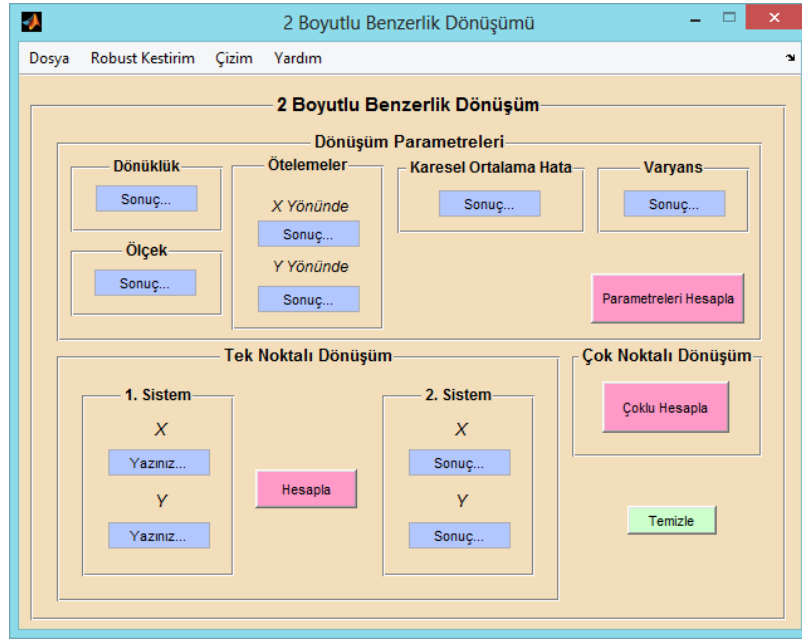 2 Boyutlu Benzerlik Dönüşümü
Dosya Robust Kestirim Çizim Yardım
2 Boyutlu Benzerlik Dönüşüm
Dönüşüm Parametreleri
Dönüklük
Sonuç...
Ölçek
Sonuç...
Ötelemeler
X Yönünde
Sonuç...
Y Yönünde
Sonuç...
Karesel Ortalama Hata
Sonuç...
Varyans
Sonuç...
Parametreleri Hesapla
Tek Noktalı Dönüşüm
1. Sistem
X
Yazınız...
Y
Yazınız...
Hesapla
2. Sistem
X
Sonuç...
Y
Sonuç...
Çok Noktalı Dönüşüm
Çoklu Hesapla
Temizle